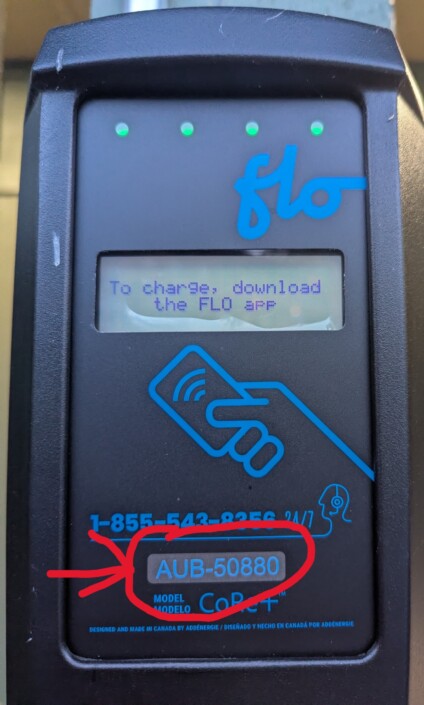 flo
To charge, download
the FLO app
1-855-543-8356 24/7
AUB-50880
MODEL
MODELO CoRe+™
DESIGNED AND MADE IN CANADA BY ADDÉNERGIE / DISEÑADO Y HECHO EN CANADÁ POR ADDÉNERGIE.